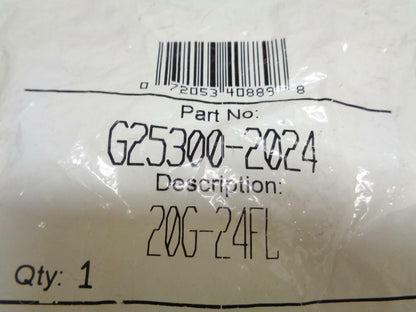 0 72053 40889 8
Part No:
G25300-2024
Description:
20G-24FL
Qty: 1